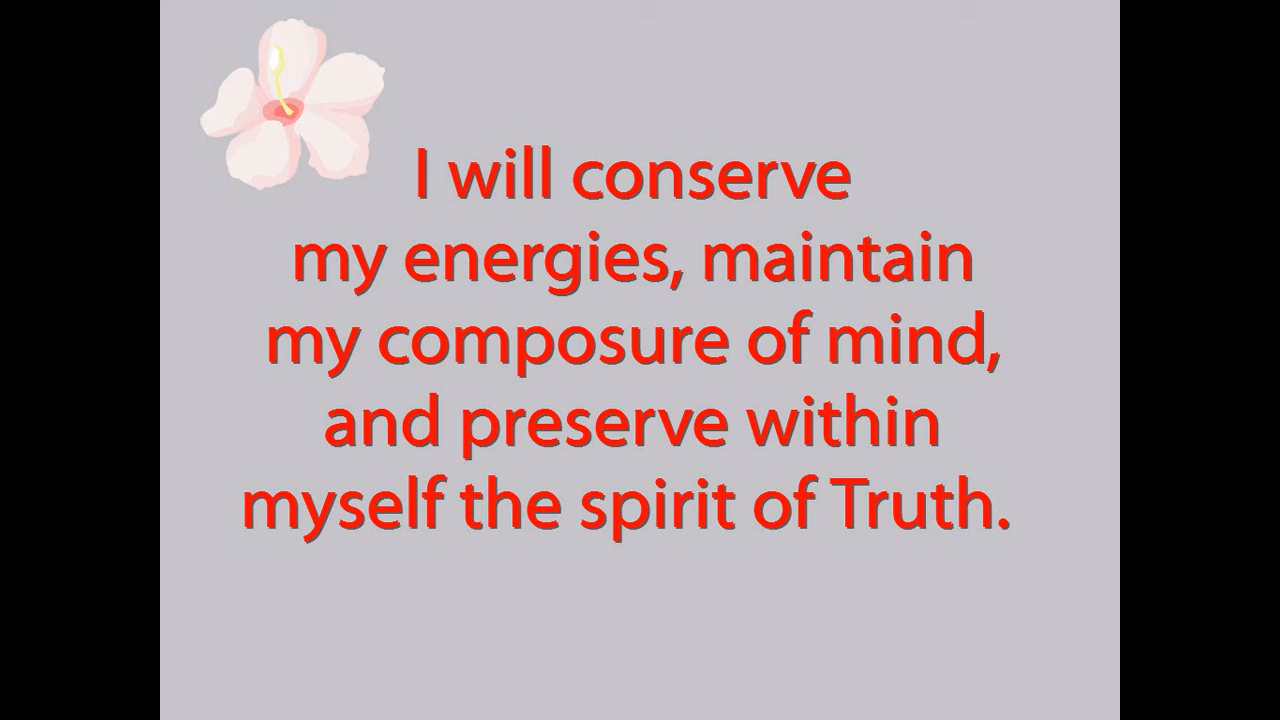 I will conserve
my energies, maintain
my composure of mind,
and preserve within
myself the spirit of Truth.